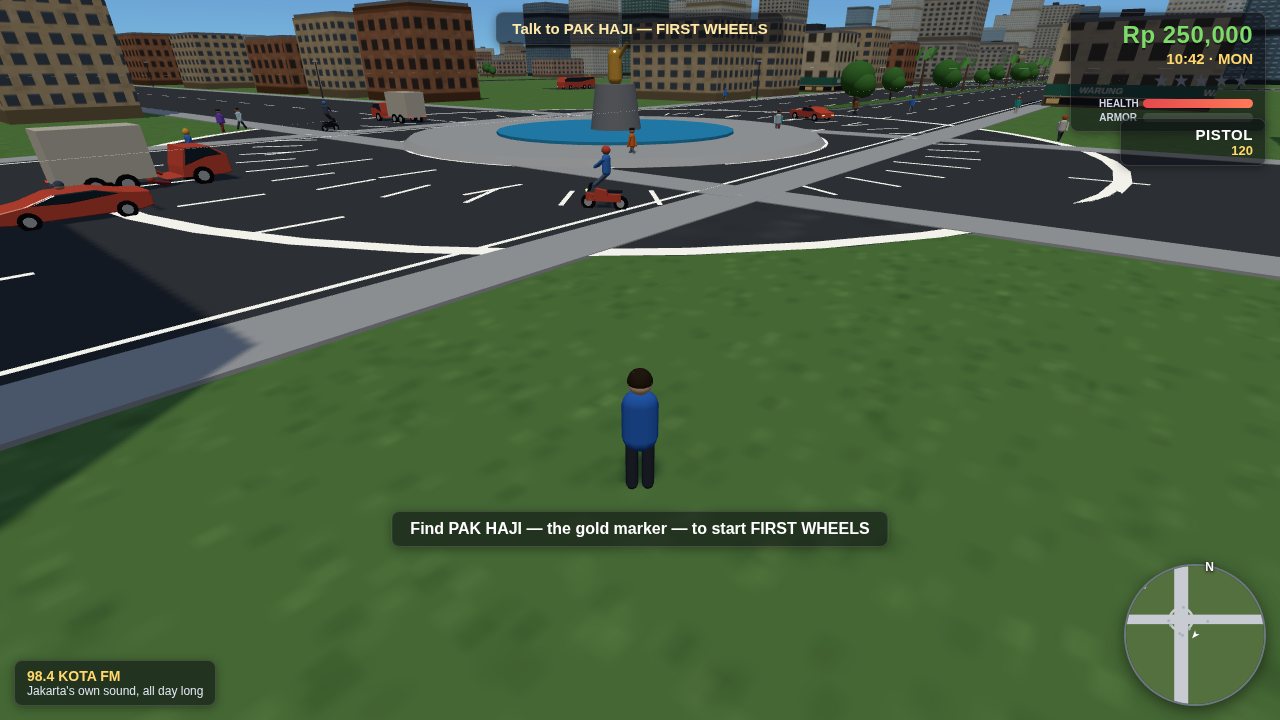 Talk to PAK HAJI — FIRST WHEELS
Rp 250,000
10:42 · MON
WARUNG
HEALTH
ARMOR
PISTOL
120
Find PAK HAJI — the gold marker — to start FIRST WHEELS
N
98.4 KOTA FM
Jakarta's own sound, all day long